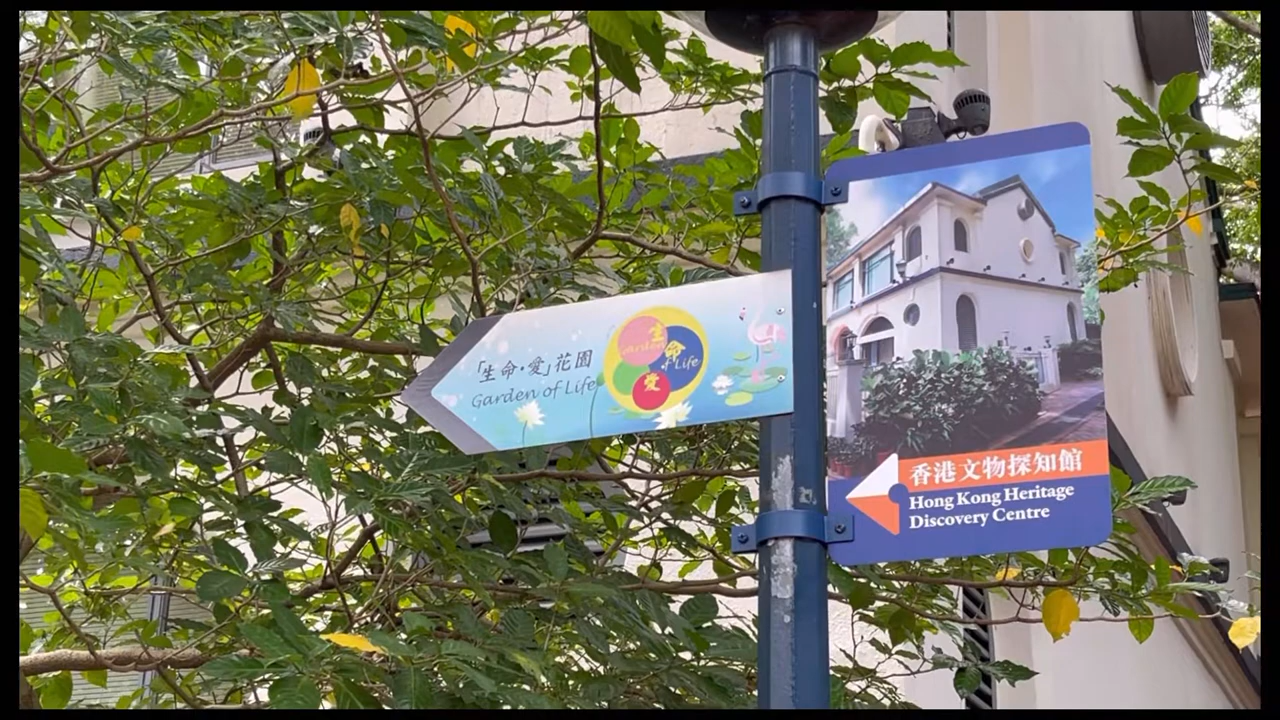 「生命·愛」花園
Garden of Life
生
Garden
命
of Life
愛
香港文物探知館
Hong Kong Heritage
Discovery Centre